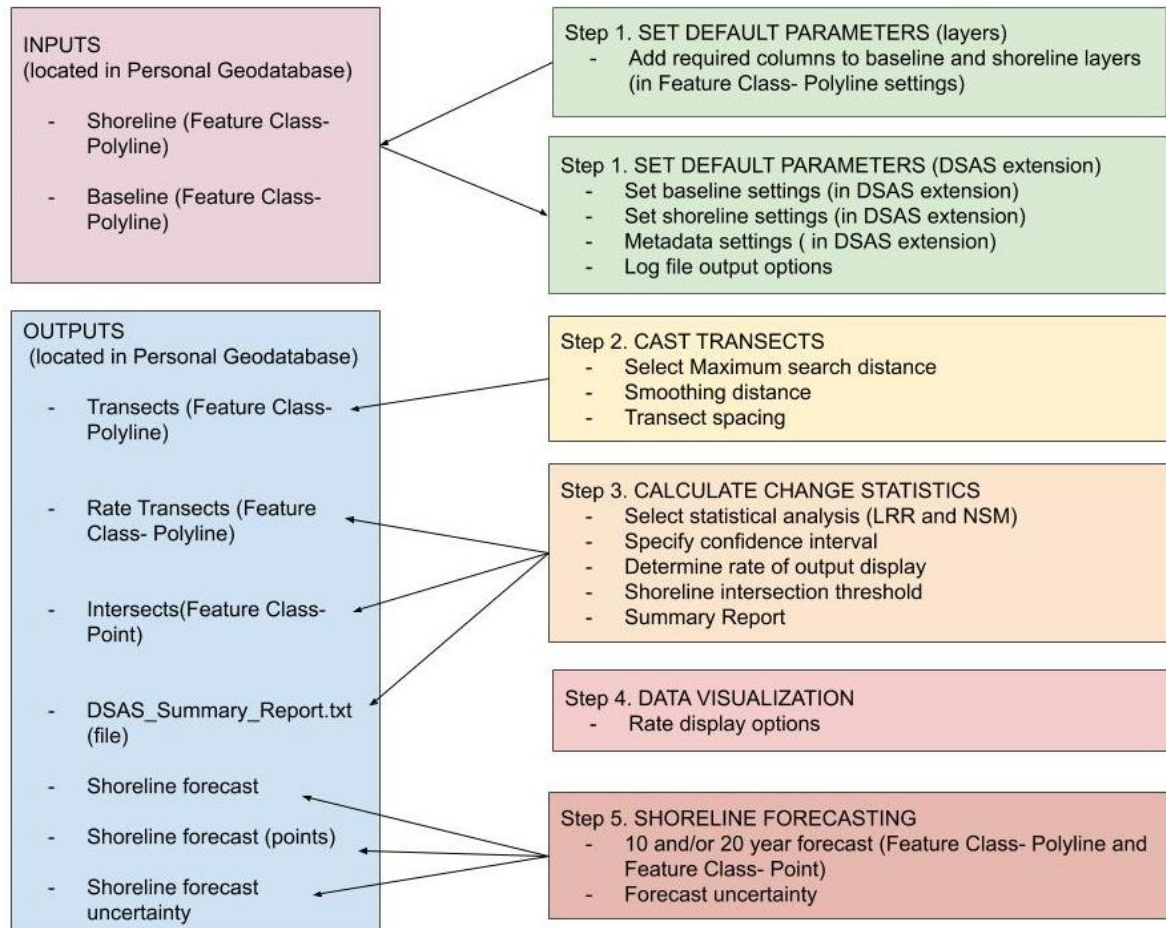 INPUTS
(located in Personal Geodatabase)
- Shoreline (Feature Class-
Polyline)
- Baseline (Feature Class-
Polyline)
Step 1. SET DEFAULT PARAMETERS (layers)
- Add required columns to baseline and shoreline layers
(in Feature Class- Polyline settings)
Step 1. SET DEFAULT PARAMETERS (DSAS extension)
- Set baseline settings (in DSAS extension)
- Set shoreline settings (in DSAS extension)
- Metadada settings ( in DSAS extension)
- Log file output options
OUTPUTS
(located in Personal Geodatabase)
- Transects (Feature Class-
Polyline)
- Rate Transects (Feature
Class- Polyline)
- Intersects(Feature Class-
Point)
- DSAS_Summary_Report.txt
(file)
- Shoreline forecast
- Shoreline forecast (points)
- Shoreline forecast
uncertainty
Step 2. CAST TRANSECTS
- Select Maximum search distance
- Smoothing distance
- Transect spacing
Step 3. CALCULATE CHANGE STATISTICS
- Select statistical analysis (LRR and NSM)
- Specify confidence interval
- Determine rate of output display
- Shoreline intersection threshold
- Summary Report
Step 4. DATA VISUALIZATION
- Rate display options
Step 5. SHORELINE FORECASTING
- 10 and/or 20 year forecast (Feature Class- Polyline and
Feature Class- Point)
- Forecast uncertainty